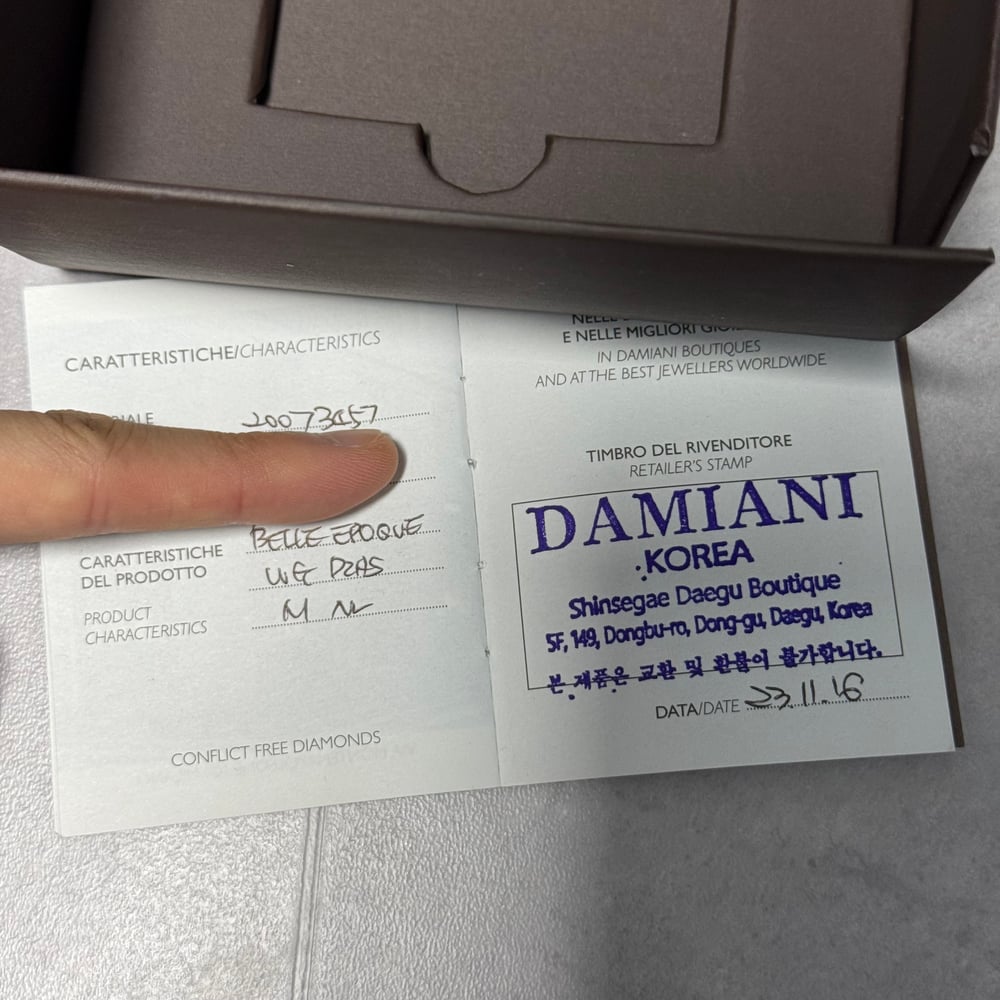 CARATTERISTICHE/CHARACTERISTICS
20073457
BELLE EPOQUE
CARATTERISTICHE
DEL PRODOTTO
PRODUCT
CHARACTERISTICS
CONFLICT FREE DIAMONDS
E NELLE MIGLIORI
IN DAMIANI BOUTIQUES
AND AT THE BEST JEWELLERS WORLDWIDE
TIMBRO DEL RIVENDITORE
RETAILER'S STAMP
DAMIANI
KOREA
Shinsegae Daegu Boutique
5F, 149, Dongbu-ro, Dong-gu, Daegu, Korea
본 제품은 교환 및 환불이 불가합니다.
DATA/DATE 23.11.16